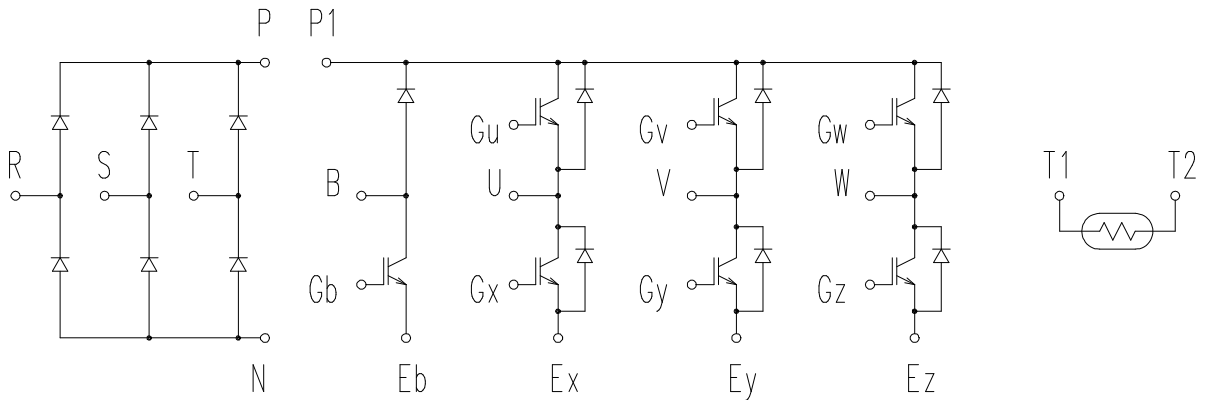 P P1
Gu Gv Gw
R S T B U V W T1 T2
Gb Gx Gy Gz
N Eb Ex Ey Ez